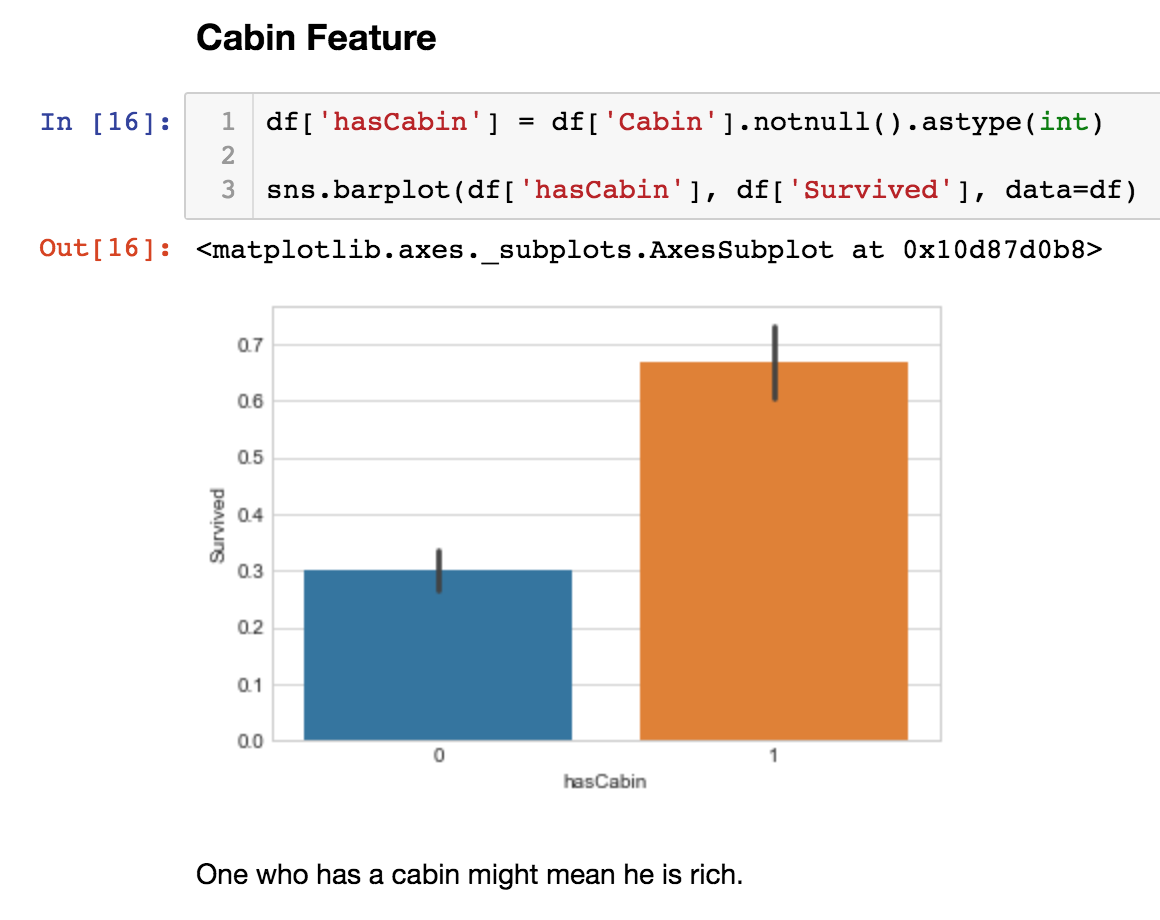 Cabin Feature
In [16]:
1 df['hasCabin'] = df['Cabin'].notnull().astype(int)
2
3 sns.barplot(df['hasCabin'], df['Survived'], data=df)
Out[16]: <matplotlib.axes._subplots.AxesSubplot at 0x10d87d0b8>
0.7
0.6
0.5
0.4
0.3
0.2
0.1
0.0
Survived
0 1
hasCabin
One who has a cabin might mean he is rich.